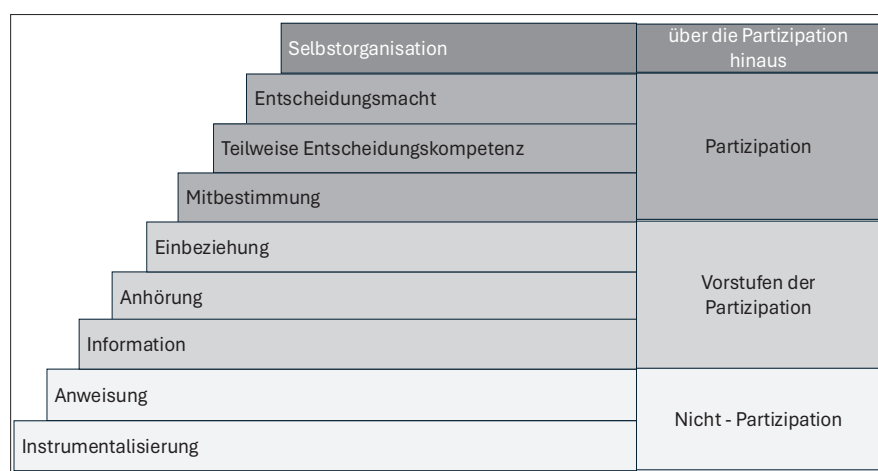 Selbstorganisation
über die Partizipation
hinaus
Entscheidungsmacht
Teilweise Entscheidungskompetenz
Partizipation
Mitbestimmung
Einbeziehung
Anhörung
Vorstufen der
Partizipation
Information
Anweisung
Nicht - Partizipation
Instrumentalisierung